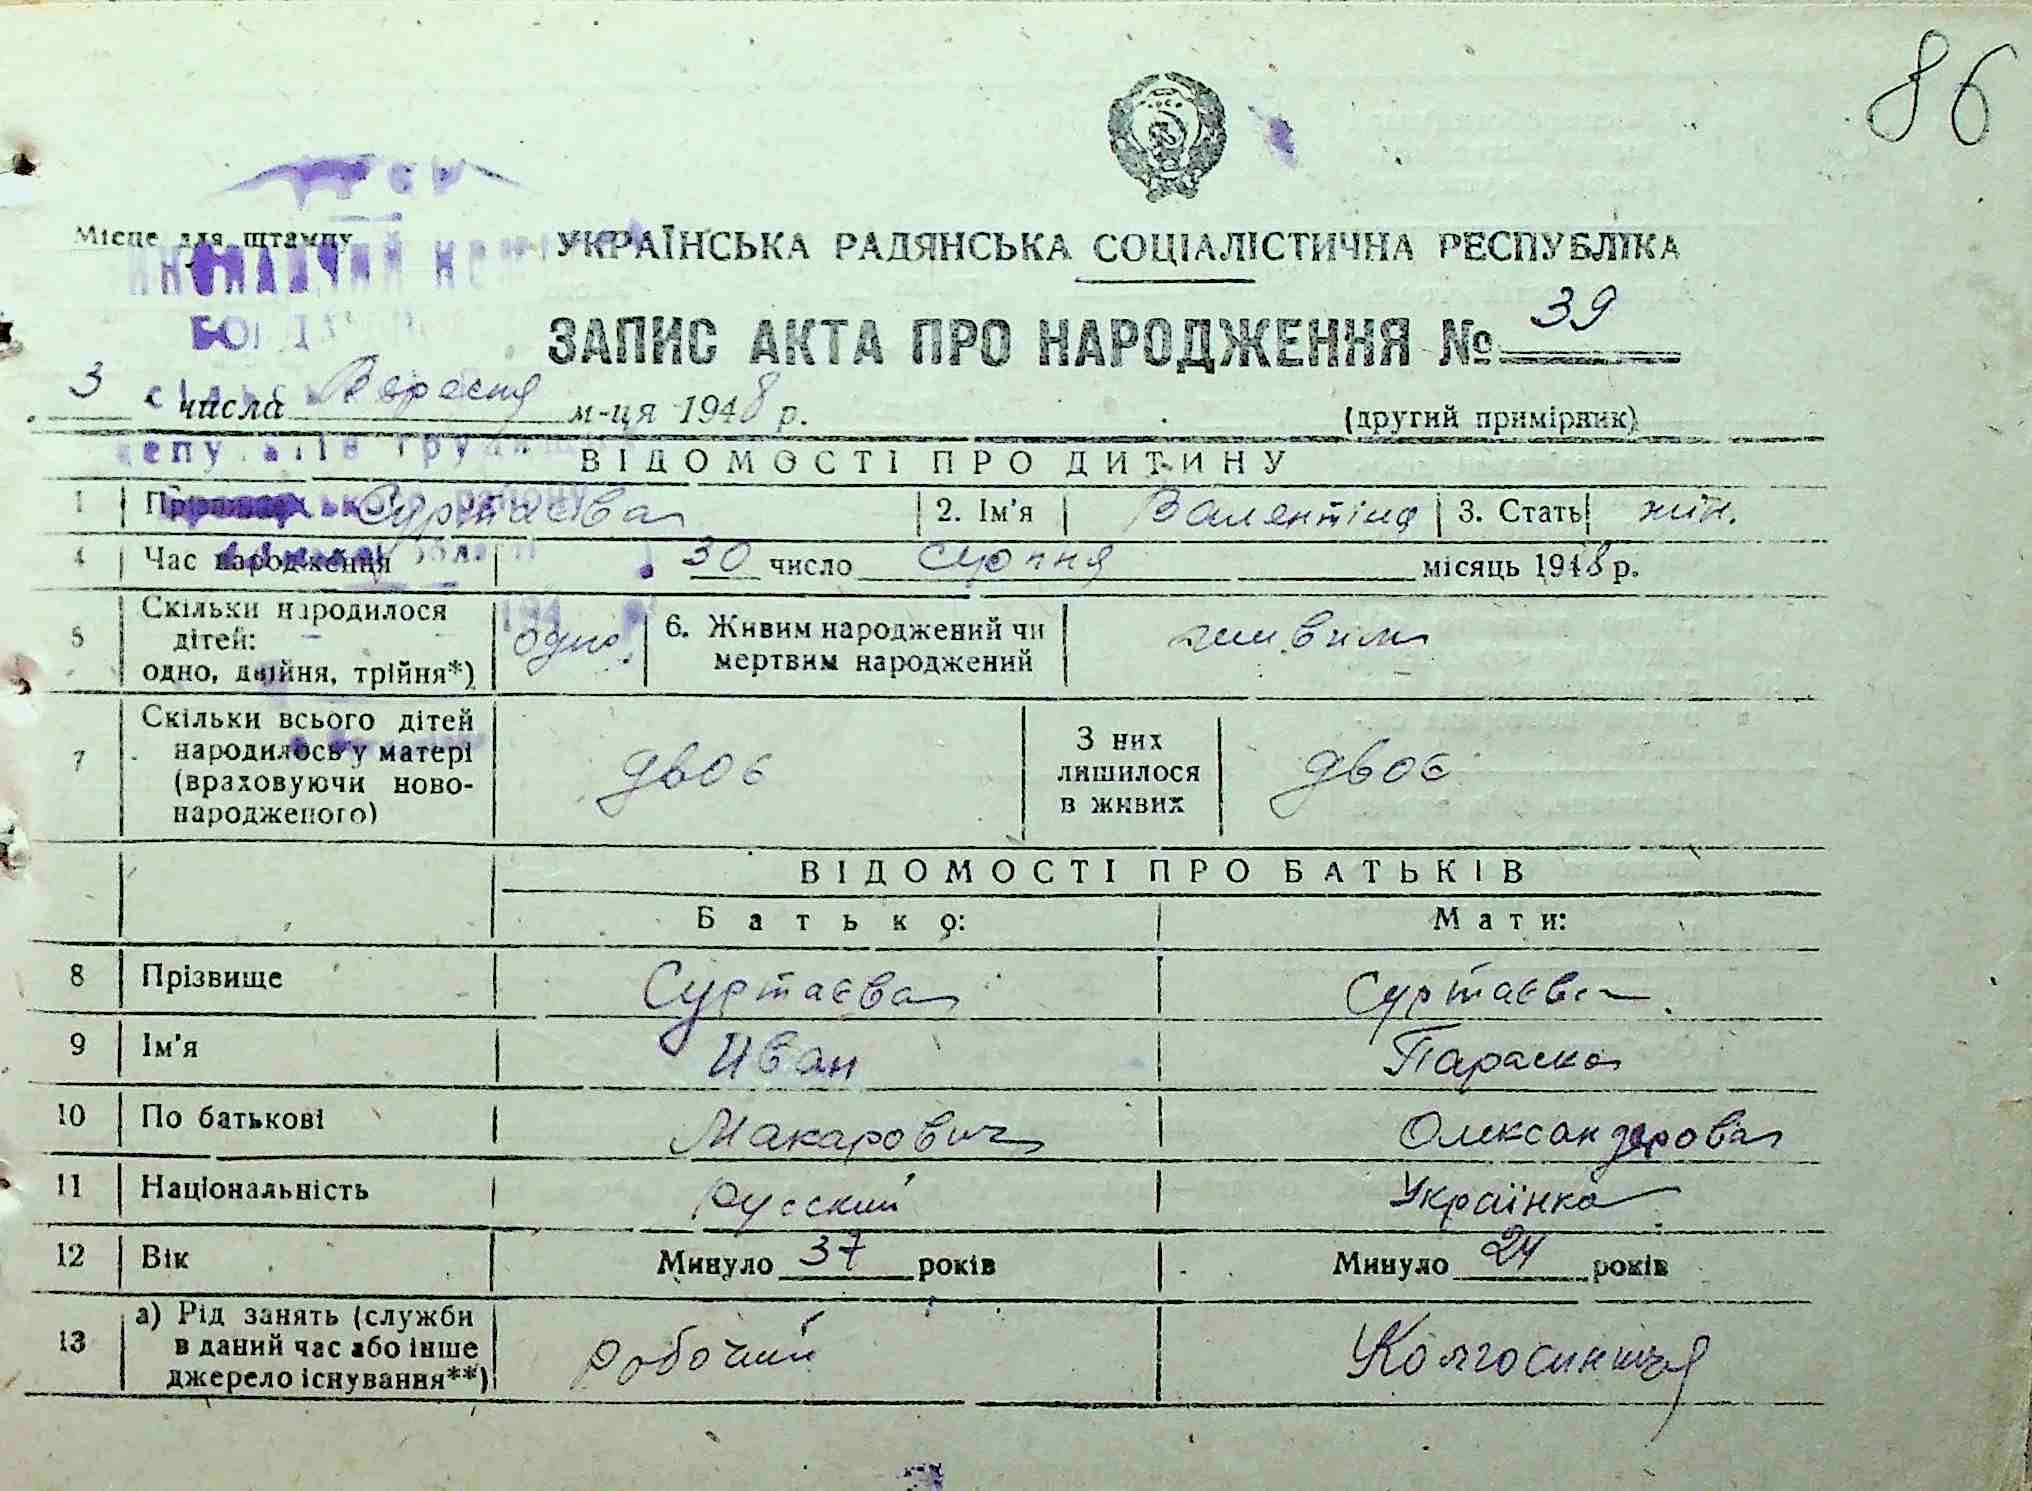 86
Місце для штампу
УКРАЇНСЬКА РАДЯНСЬКА СОЦІАЛІСТИЧНА РЕСПУБЛІКА
ЗАПИС АКТА ПРО НАРОДЖЕННЯ № 39
3 числа Вересня м-ця 1948 р. (другий примірник)
ВІДОМОСТІ ПРО ДИТИНУ
1 Прізвище Суртаєва 2. Ім'я Валентіна 3. Стать жін.
4 Час народження 30 число Серпня місяць 1948 р.
5 Скільки народилося дітей: одно, двійня, трійня*) одно. 6. Живим народжений чи мертвим народжений живим
7 Скільки всього дітей народилось у матері (враховуючи новонародженого) двоє З них лишилося в живих двоє
ВІДОМОСТІ ПРО БАТЬКІВ
Батько: Мати:
8 Прізвище Суртаєва Суртаєва
9 Ім'я Иван Параска
10 По батькові Макарович Олександрова
11 Національність Русский Українка
12 Вік Минуло 37 років Минуло 24 років
13 а) Рід занять (служби в даний час або інше джерело існування**) робочий